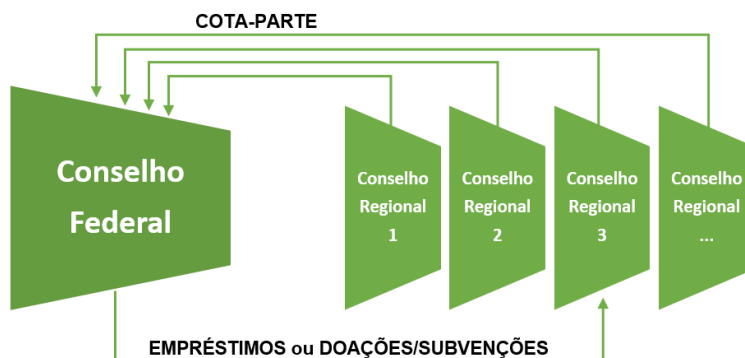 COTA-PARTE
Conselho
Federal
Conselho
Regional
1
Conselho
Regional
2
Conselho
Regional
3
Conselho
Regional
...
EMPRÉSTIMOS ou DOAÇÕES/SUBVENÇÕES